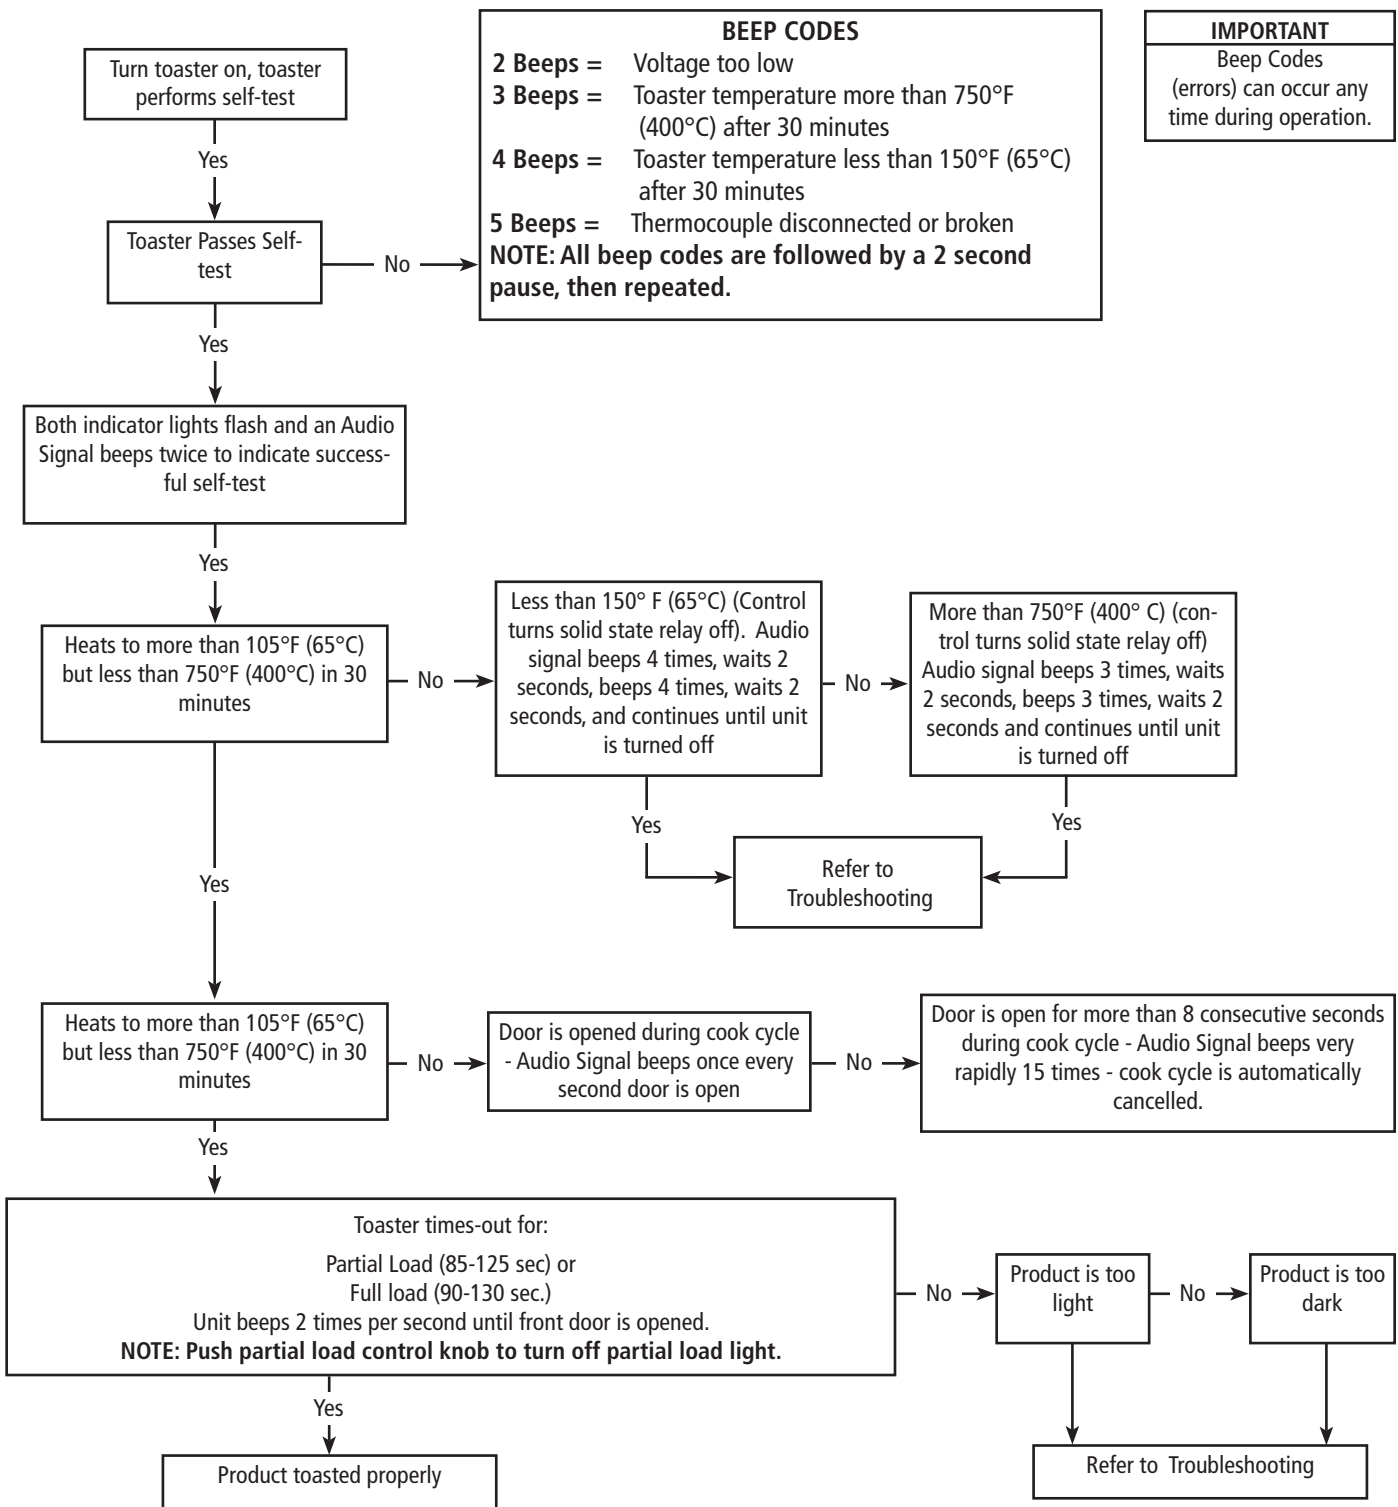 Turn toaster on, toaster
performs self-test
BEEP CODES
2 Beeps = Voltage too low
3 Beeps = Toaster temperature more than 750°F
(400°C) after 30 minutes
4 Beeps = Toaster temperature less than 150°F (65°C)
after 30 minutes
5 Beeps = Thermocouple disconnected or broken
NOTE: All beep codes are followed by a 2 second
pause, then repeated.
IMPORTANT
Beep Codes
(errors) can occur any
time during operation.
Yes
Toaster Passes Self-
test
No
Yes
Both indicator lights flash and an Audio
Signal beeps twice to indicate success-
ful self-test
Yes
Heats to more than 105°F (65°C)
but less than 750°F (400°C) in 30
minutes
No
Less than 150° F (65°C) (Control
turns solid state relay off). Audio
signal beeps 4 times, waits 2
seconds, beeps 4 times, waits 2
seconds, and continues until unit
is turned off
No
More than 750°F (400° C) (con-
trol turns solid state relay off)
Audio signal beeps 3 times, waits
2 seconds, beeps 3 times, waits 2
seconds and continues until unit
is turned off
Yes
Yes
Refer to
Troubleshooting
Yes
Heats to more than 105°F (65°C)
but less than 750°F (400°C) in 30
minutes
No
Door is opened during cook cycle
- Audio Signal beeps once every
second door is open
No
Door is open for more than 8 consecutive seconds
during cook cycle - Audio Signal beeps very
rapidly 15 times - cook cycle is automatically
cancelled.
Yes
Toaster times-out for:
Partial Load (85-125 sec) or
Full load (90-130 sec.)
Unit beeps 2 times per second until front door is opened.
NOTE: Push partial load control knob to turn off partial load light.
No
Product is too
light
No
Product is too
dark
Yes
Product toasted properly
Refer to Troubleshooting